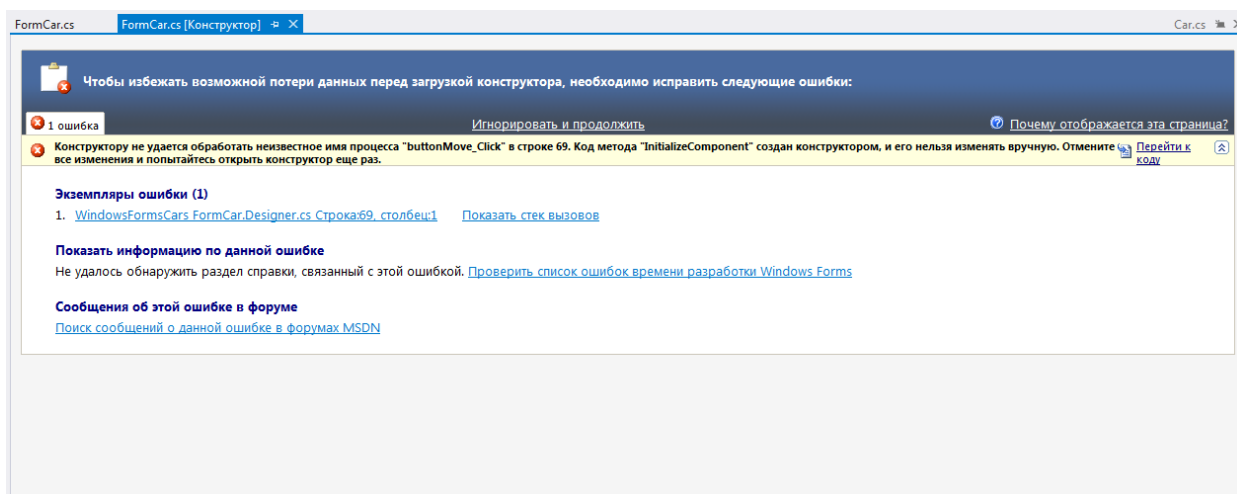 FormCar.cs FormCar.cs [Конструктор] Car.cs
Чтобы избежать возможной потери данных перед загрузкой конструктора, необходимо исправить следующие ошибки:
1 ошибка Игнорировать и продолжить Почему отображается эта страница?
Конструктору не удается обработать неизвестное имя процесса "buttonMove_Click" в строке 69. Код метода "InitializeComponent" создан конструктором, и его нельзя изменять вручную. Отмените Перейти к
все изменения и попытайтесь открыть конструктор еще раз. коду
Экземпляры ошибки (1)
1. WindowsFormsCars FormCar.Designer.cs Строка:69, столбец:1 Показать стек вызовов
Показать информацию по данной ошибке
Не удалось обнаружить раздел справки, связанный с этой ошибкой. Проверить список ошибок времени разработки Windows Forms
Сообщения об этой ошибке в форуме
Поиск сообщений о данной ошибке в форумах MSDN